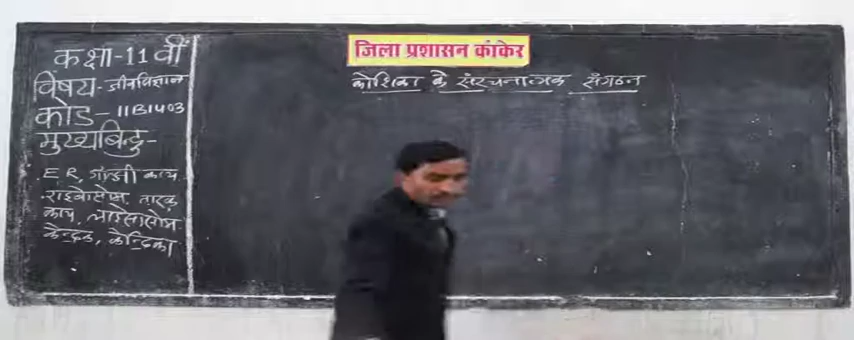 कक्षा-11 वीं
विषय- जीवविज्ञान
कोड- 11B1403
मुख्यबिन्दु-
ER, गॉल्जी काय
राइबोसोम, तारक
काय, लाइसोसोम
केन्द्रक, केन्द्रिका
जिला प्रशासन कांकेर
कोशिका के संरचनात्मक संगठन